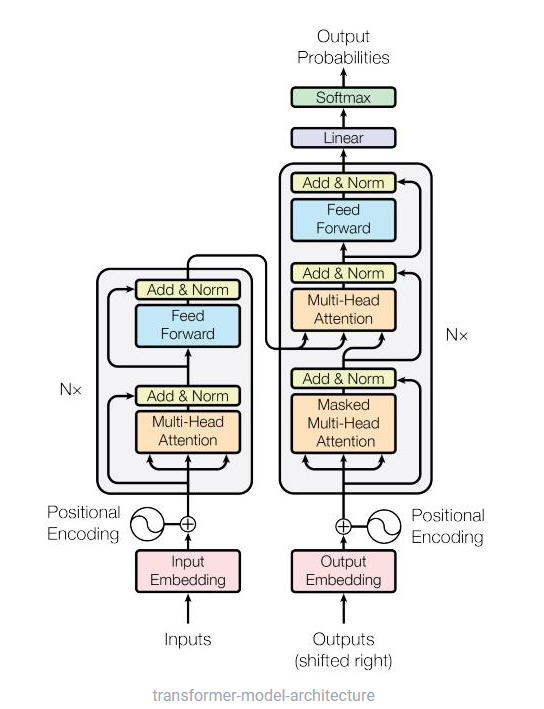 Output
Probabilities
Softmax
Linear
Add & Norm
Feed
Forward
Add & Norm
Multi-Head
Attention
Add & Norm
Masked
Multi-Head
Attention
Nx
Add & Norm
Feed
Forward
Add & Norm
Multi-Head
Attention
N×
Positional
Encoding
Positional
Encoding
Input
Embedding
Output
Embedding
Inputs
Outputs
(shifted right)
transformer-model-architecture